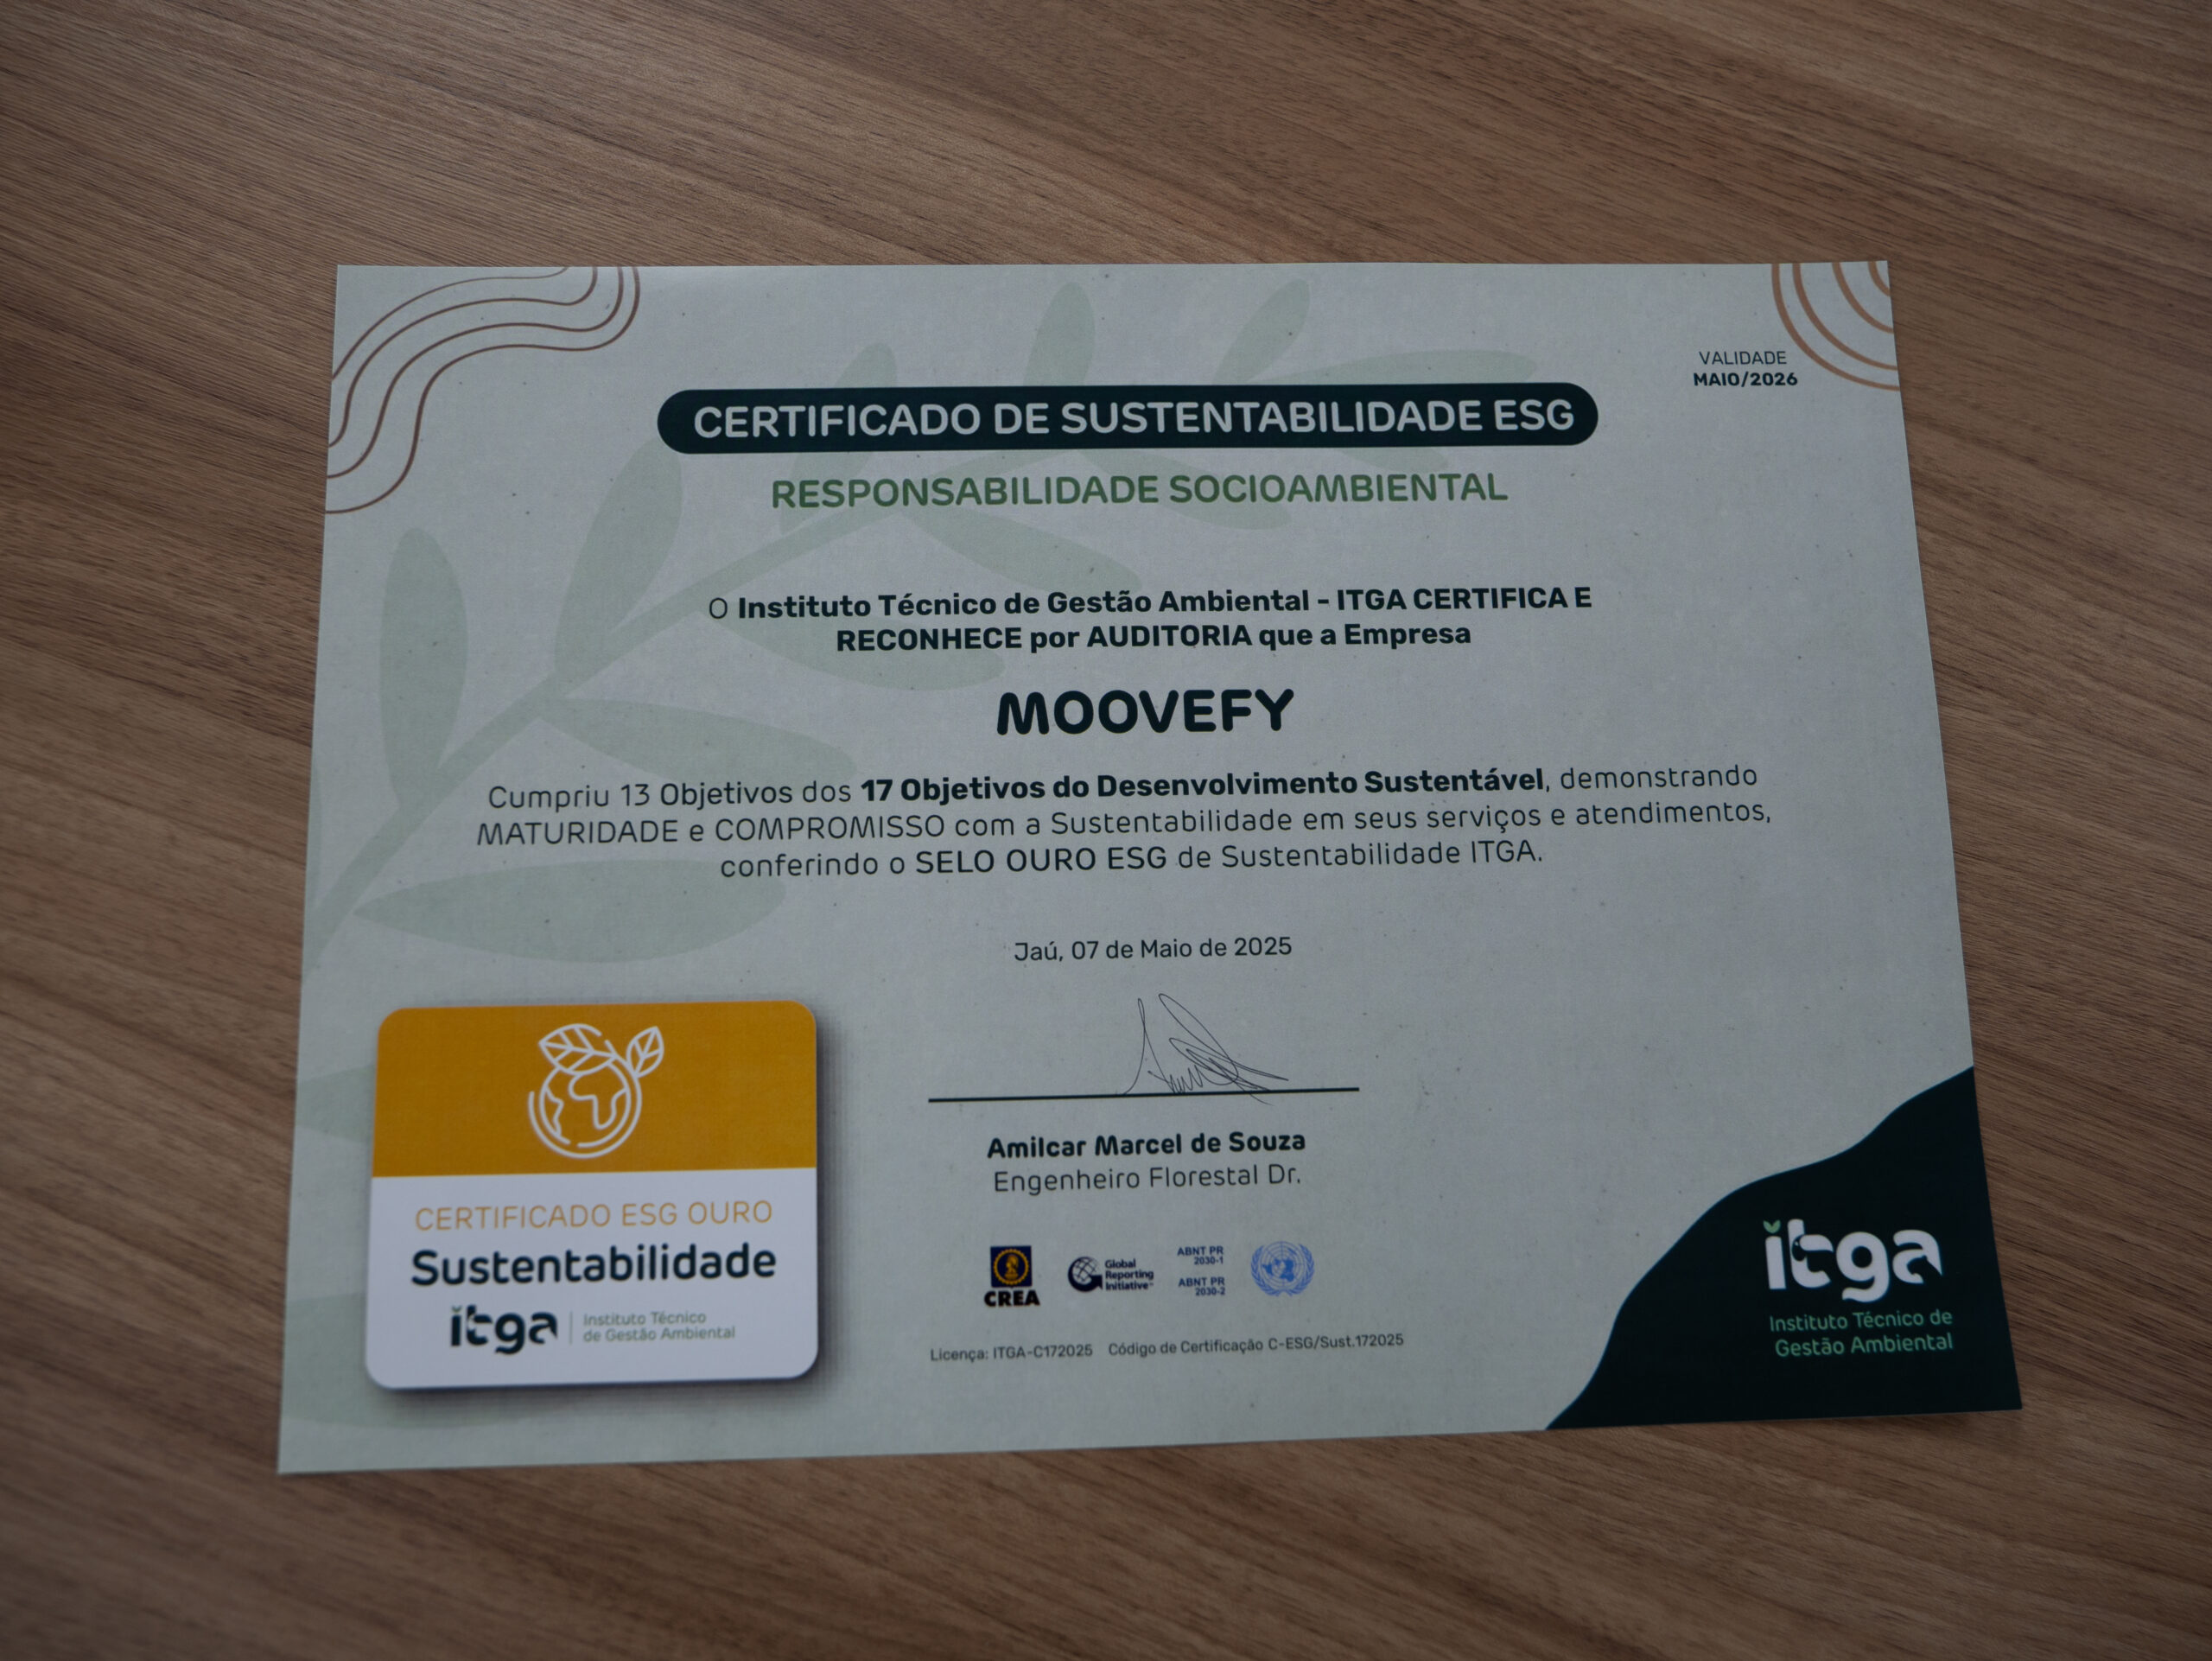 VALIDADE
MAIO/2026
CERTIFICADO DE SUSTENTABILIDADE ESG
RESPONSABILIDADE SOCIOAMBIENTAL
O Instituto Técnico de Gestão Ambiental - ITGA CERTIFICA E
RECONHECE por AUDITORIA que a Empresa
MOOVEFY
Cumpriu 13 Objetivos dos 17 Objetivos do Desenvolvimento Sustentável, demonstrando
MATURIDADE e COMPROMISSO com a Sustentabilidade em seus serviços e atendimentos,
conferindo o SELO OURO ESG de Sustentabilidade ITGA.
Jaú, 07 de Maio de 2025
Amilcar Marcel de Souza
Engenheiro Florestal Dr.
CREA
Global
Reporting
Initiative™
ABNT PR
2030-1
ABNT PR
2030-2
Licença: ITGA-C172025 Código de Certificação C-ESG/Sust.172025
CERTIFICADO ESG OURO
Sustentabilidade
itga
Instituto Técnico
de Gestão Ambiental
itga
Instituto Técnico de
Gestão Ambiental